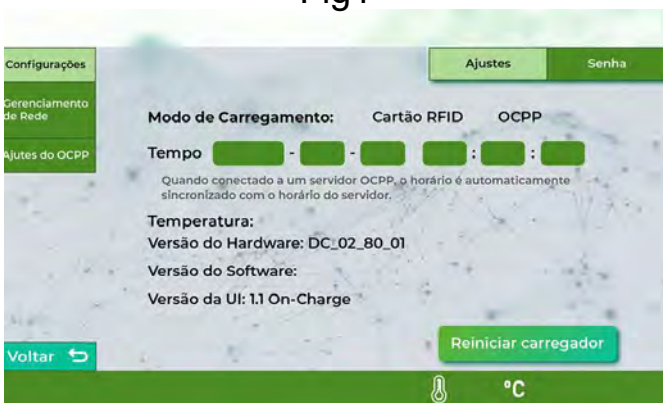 Configurações
Ajustes
Senha
Gerenciamento
de Rede
Modo de Carregamento: Cartão RFID OCPP
Ajutes do OCPP
Tempo - - : :
Quando conectado a um servidor OCPP, o horário é automaticamente
sincronizado com o horário do servidor.
Temperatura:
Versão do Hardware: DC_02_80_01
Versão do Software:
Versão da UI: 1.1 On-Charge
Reiniciar carregador
Voltar
°C